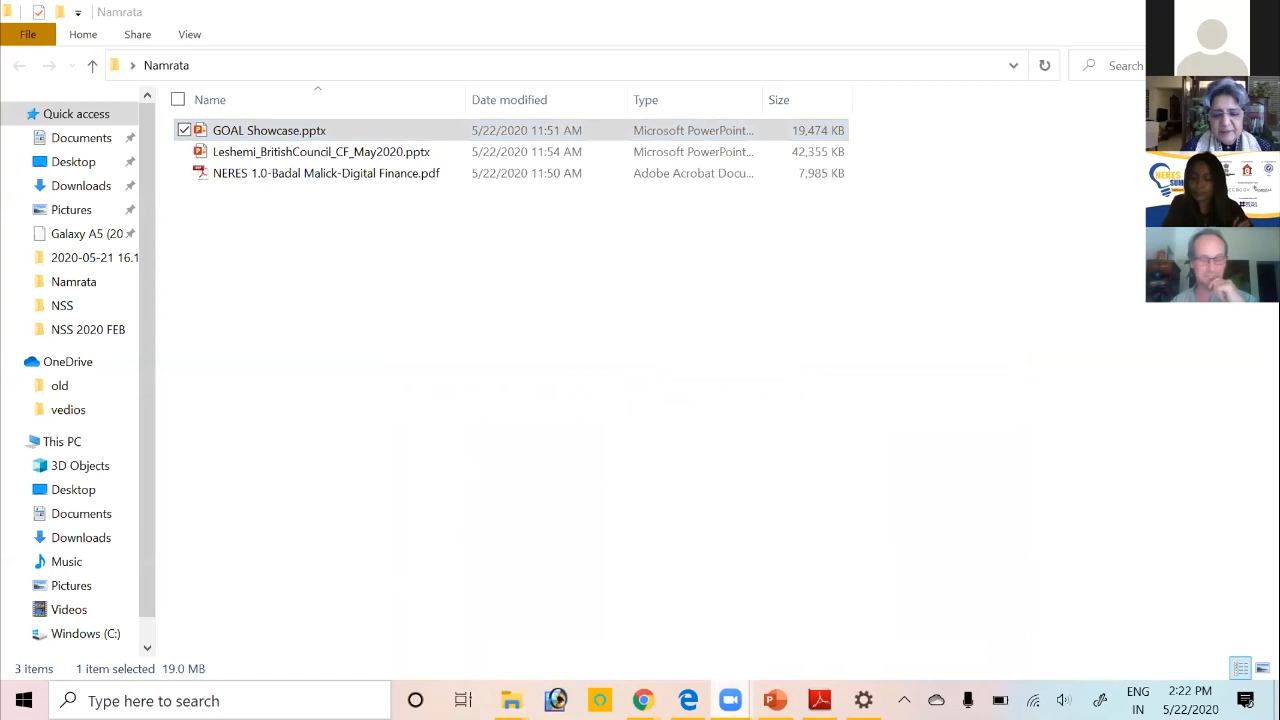 Namrata
File Home Share View
Namrata
Search
Name Date modified Type Size
GOAL Showcase.pptx 5/22/2020 11:51 AM Microsoft PowerPoint... 19,474 KB
Leshemi_BritishCouncil_CF_May2020.pptx 5/22/2020 11:50 AM Microsoft PowerPoint... 42,355 KB
NERES 1.0-Badal Malick-Digital Finance.pdf 5/22/2020 11:50 AM Adobe Acrobat Docu... 7,985 KB
Quick access
Documents
Desktop
Downloads
Pictures
Galaxy A5 (20
2020-05-21 16.1
Namrata
NSS
NSS 2020 FEB
OneDrive
old
vedios
This PC
3D Objects
Desktop
Documents
Downloads
Music
Pictures
Videos
Windows (C:)
3 items 1 item selected 19.0 MB
Type here to search
ENG
IN
2:22 PM
5/22/2020
NERES